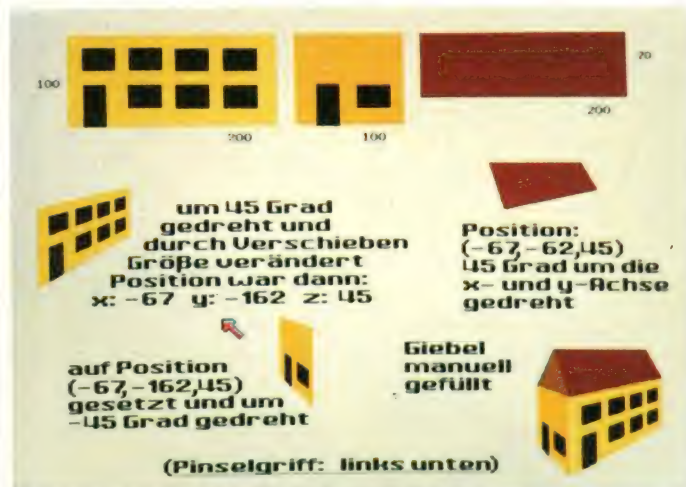 100
200
100
70
200
um 45 Grad
gedreht und
durch Verschieben
Größe verändert
Position war dann:
x: -67 y: -162 z: 45
Position:
(-67,-62,45)
45 Grad um die
x- und y-Achse
gedreht
auf Position
(-67,-162,45)
gesetzt und um
-45 Grad gedreht
Giebel
manuell
gefüllt
(Pinselgriff: links unten)